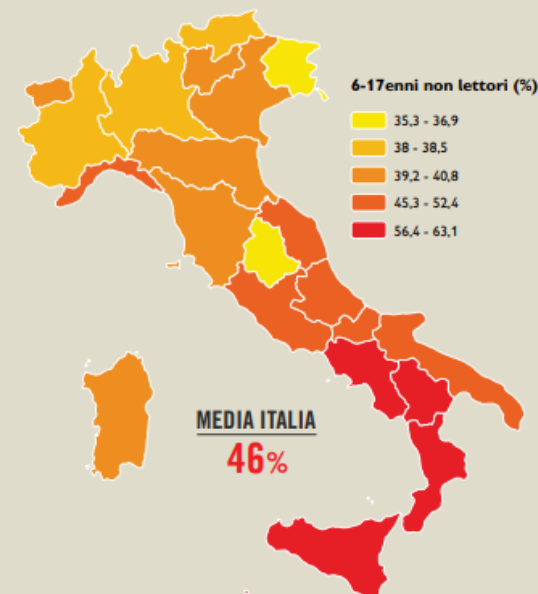 6-17enni non lettori (%)
35,3 - 36,9
38 - 38,5
39,2 - 40,8
45,3 - 52,4
56,4 - 63,1
MEDIA ITALIA
46%